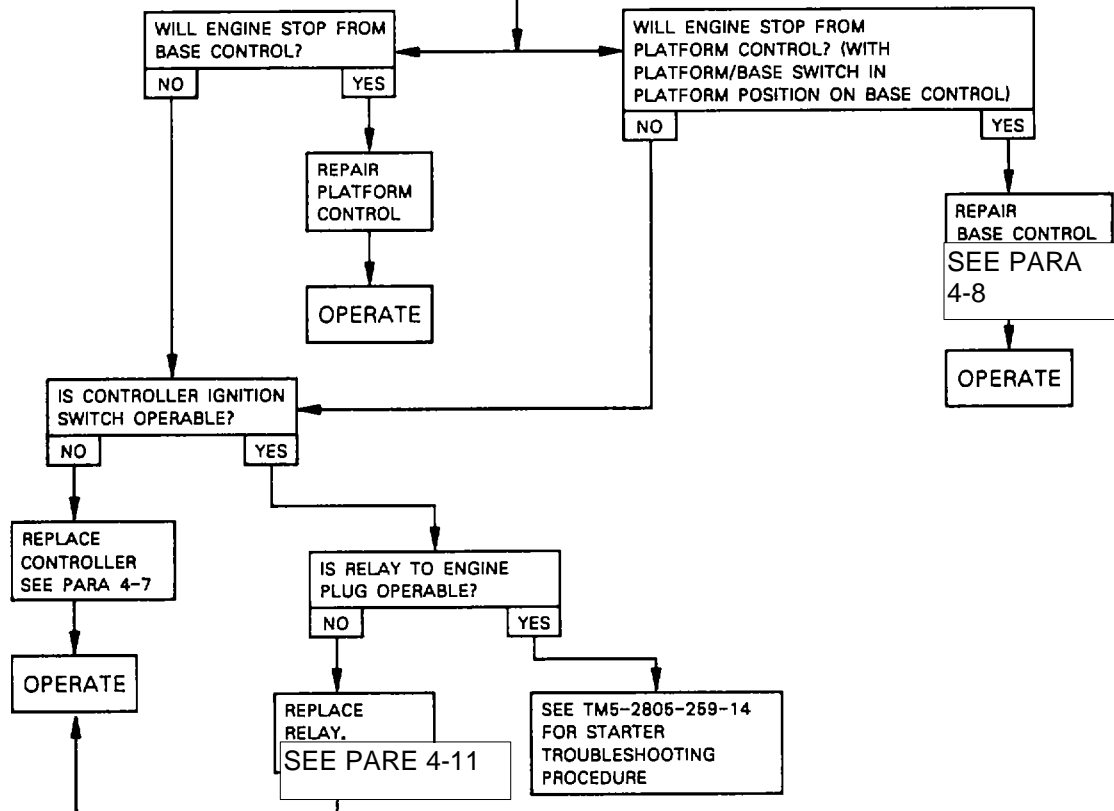 WILL ENGINE STOP FROM
BASE CONTROL?
NO
YES
WILL ENGINE STOP FROM
PLATFORM CONTROL? (WITH
PLATFORM/BASE SWITCH IN
PLATFORM POSITION ON BASE CONTROL)
NO
YES
REPAIR
PLATFORM
CONTROL
OPERATE
REPAIR
BASE CONTROL
SEE PARA
4-8
OPERATE
IS CONTROLLER IGNITION
SWITCH OPERABLE?
NO
YES
REPLACE
CONTROLLER
SEE PARA 4-7
OPERATE
IS RELAY TO ENGINE
PLUG OPERABLE?
NO
YES
REPLACE
RELAY.
SEE PARE 4-11
SEE TM5-2805-259-14
FOR STARTER
TROUBLESHOOTING
PROCEDURE